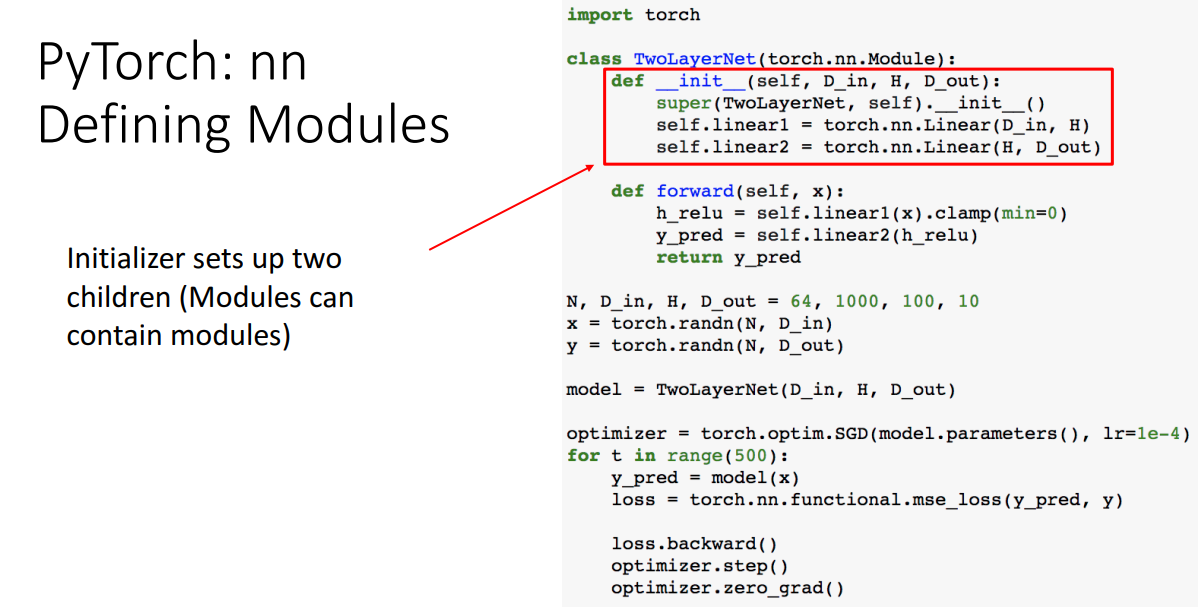 PyTorch: nn
Defining Modules
Initializer sets up two
children (Modules can
contain modules)
import torch
class TwoLayerNet(torch.nn.Module):
    def __init__(self, D_in, H, D_out):
        super(TwoLayerNet, self).__init__()
        self.linear1 = torch.nn.Linear(D_in, H)
        self.linear2 = torch.nn.Linear(H, D_out)
    def forward(self, x):
        h_relu = self.linear1(x).clamp(min=0)
        y_pred = self.linear2(h_relu)
        return y_pred
N, D_in, H, D_out = 64, 1000, 100, 10
x = torch.randn(N, D_in)
y = torch.randn(N, D_out)
model = TwoLayerNet(D_in, H, D_out)
optimizer = torch.optim.SGD(model.parameters(), lr=1e-4)
for t in range(500):
    y_pred = model(x)
    loss = torch.nn.functional.mse_loss(y_pred, y)
    loss.backward()
    optimizer.step()
    optimizer.zero_grad()